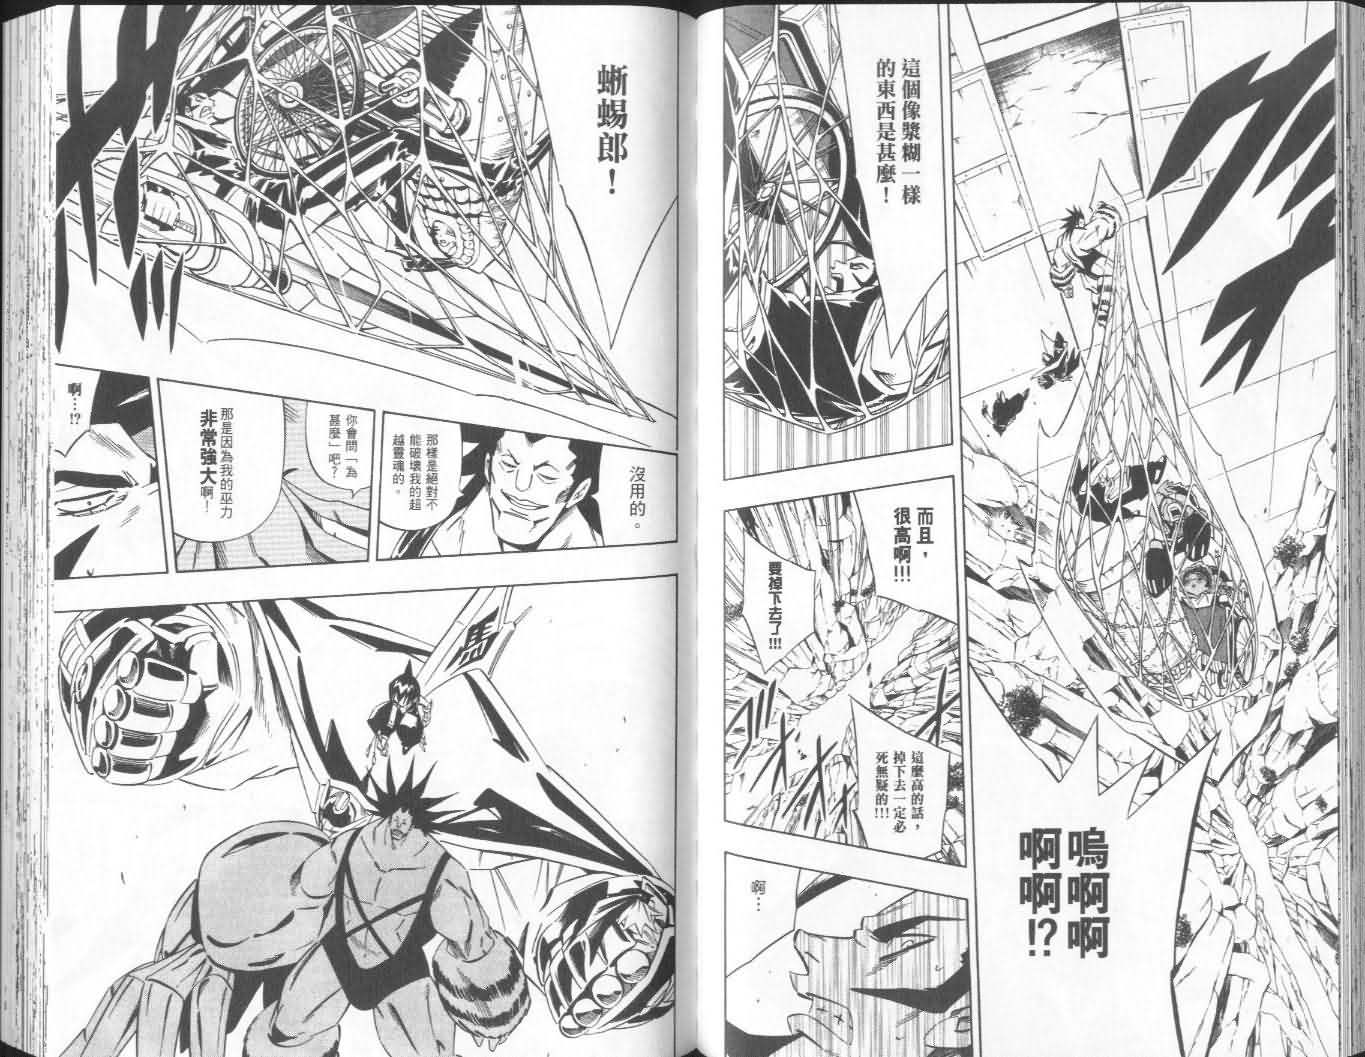 嗚啊啊
啊啊!?
這個像漿糊一樣
的東西是甚麼！
而且，
很高啊!!!
要掉下去了!!!
這麼高的話，
掉下去一定必
死無疑的!!!
啊…
蜥蜴郎！
沒用的。
那樣是絕對不
能破壞我的超
越靈魂的。
你會問「為
甚麼」吧？
那是因為我的巫力
非常強大啊！
啊…!?
馬